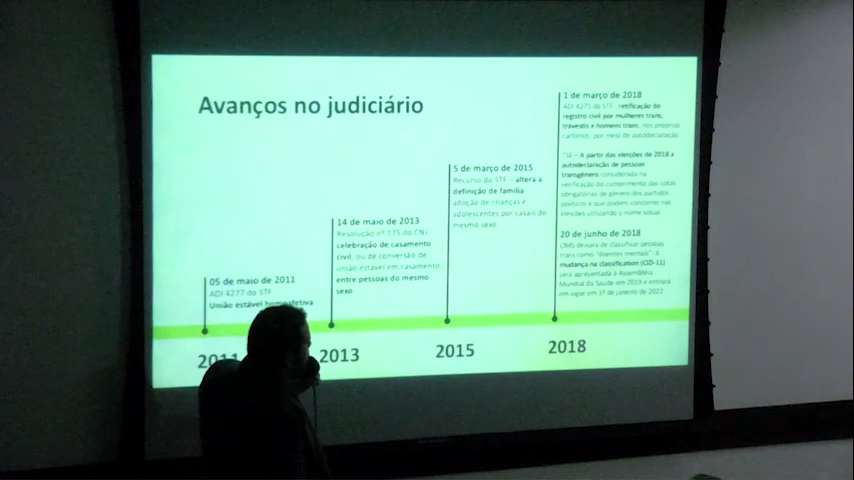 Avanços no judiciário
05 de maio de 2011
ADI 4277 do STF
União estável homoafetiva
14 de maio de 2013
Resolução nº 175 do CNJ
celebração de casamento
civil, ou de conversão de
união estável em casamento,
entre pessoas do mesmo
sexo
5 de março de 2015
Recurso do STF – altera a
definição de família
adoção de crianças e
adolescentes por casais do
mesmo sexo
1 de março de 2018
ADI 4275 do STF - retificação do
registro civil por mulheres trans,
travestis e homens trans, nos próprios
cartórios, por meio de autodeclaração
TSE – A partir das eleições de 2018 a
autodeclaração de pessoas
transgênero considerada na
verificação do cumprimento das cotas
obrigatórias de gênero dos partidos
políticos e que podem concorrer nas
eleições utilizando o nome social
20 de junho de 2018
OMS deixará de classificar pessoas
trans como "doentes mentais". A
mudança na classification (CID-11)
será apresentada à Assembleia
Mundial da Saúde em 2019 e entrará
em vigor em 1º de janeiro de 2022
2011
2013
2015
2018